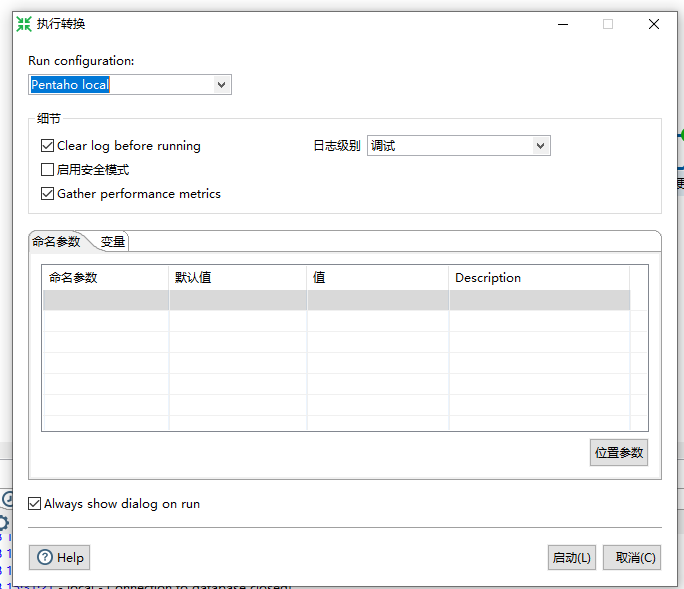 执行转换
Run configuration:
Pentaho local
细节
Clear log before running
日志级别 调试
启用安全模式
Gather performance metrics
命名参数 变量
命名参数 默认值 值 Description
位置参数
Always show dialog on run
Help 启动(L) 取消(C)